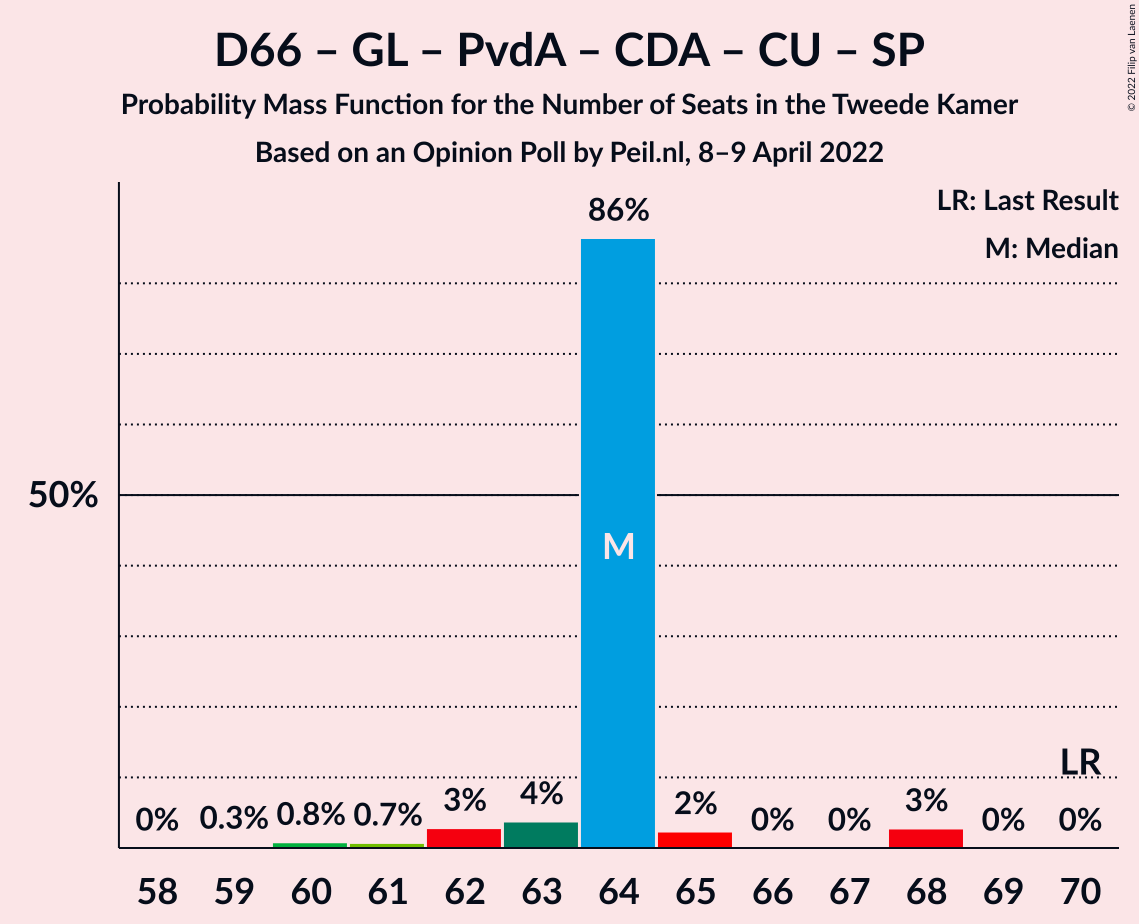 D66 – GL – PvdA – CDA – CU – SP
Probability Mass Function for the Number of Seats in the Tweede Kamer
Based on an Opinion Poll by Peil.nl, 8–9 April 2022
© 2022 Filip van Laenen
LR: Last Result
M: Median
86%
50%
M
LR
0% 0.3% 0.8% 0.7% 3% 4% 2% 0% 0% 3% 0% 0%
58 59 60 61 62 63 64 65 66 67 68 69 70